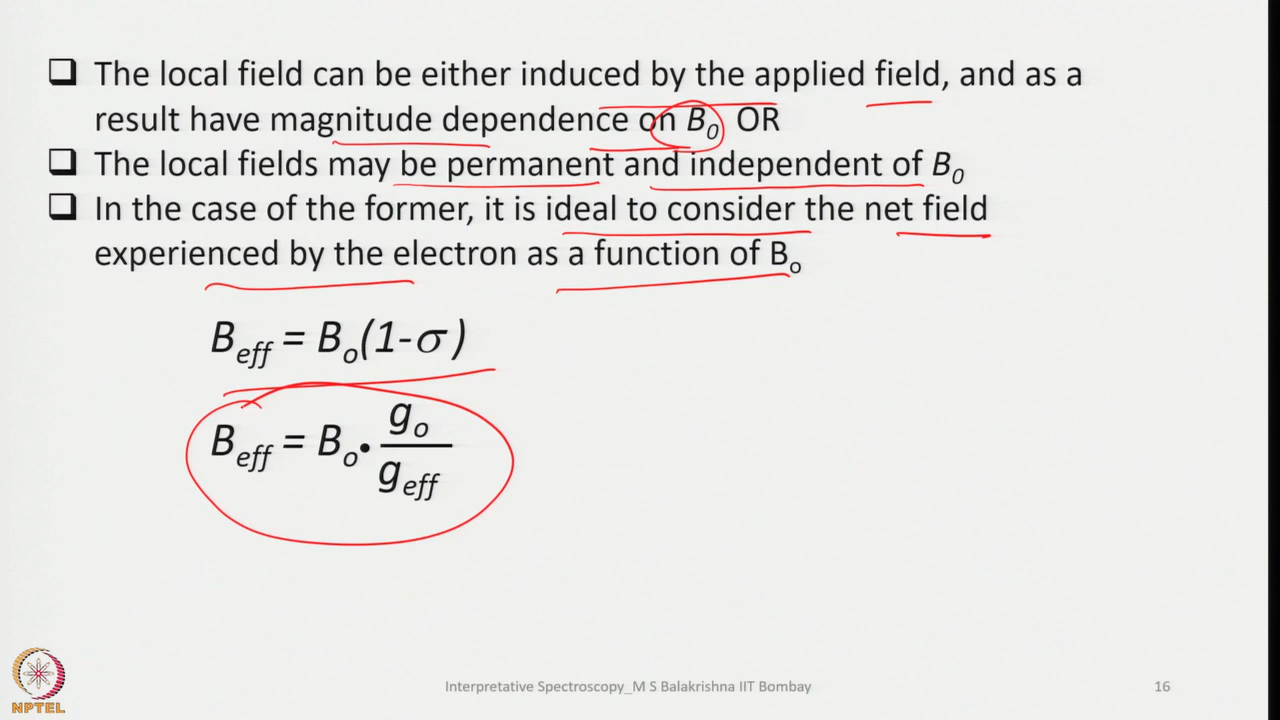 ❑ The local field can be either induced by the applied field, and as a
result have magnitude dependence on B₀ OR
❑ The local fields may be permanent and independent of B₀
❑ In the case of the former, it is ideal to consider the net field
experienced by the electron as a function of Bₒ
B_eff = Bₒ(1-σ)
B_eff = Bₒ• gₒ / g_eff
NPTEL
Interpretative Spectroscopy_M S Balakrishna IIT Bombay
16